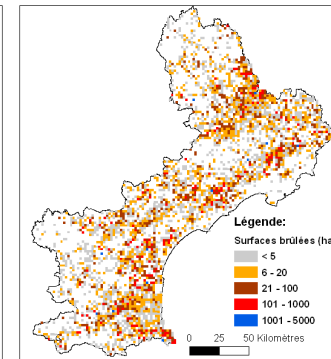 Légende:
Surfaces brûlées (ha
< 5
6 - 20
21 - 100
101 - 1000
1001 - 5000
0 25 50 Kilomètres